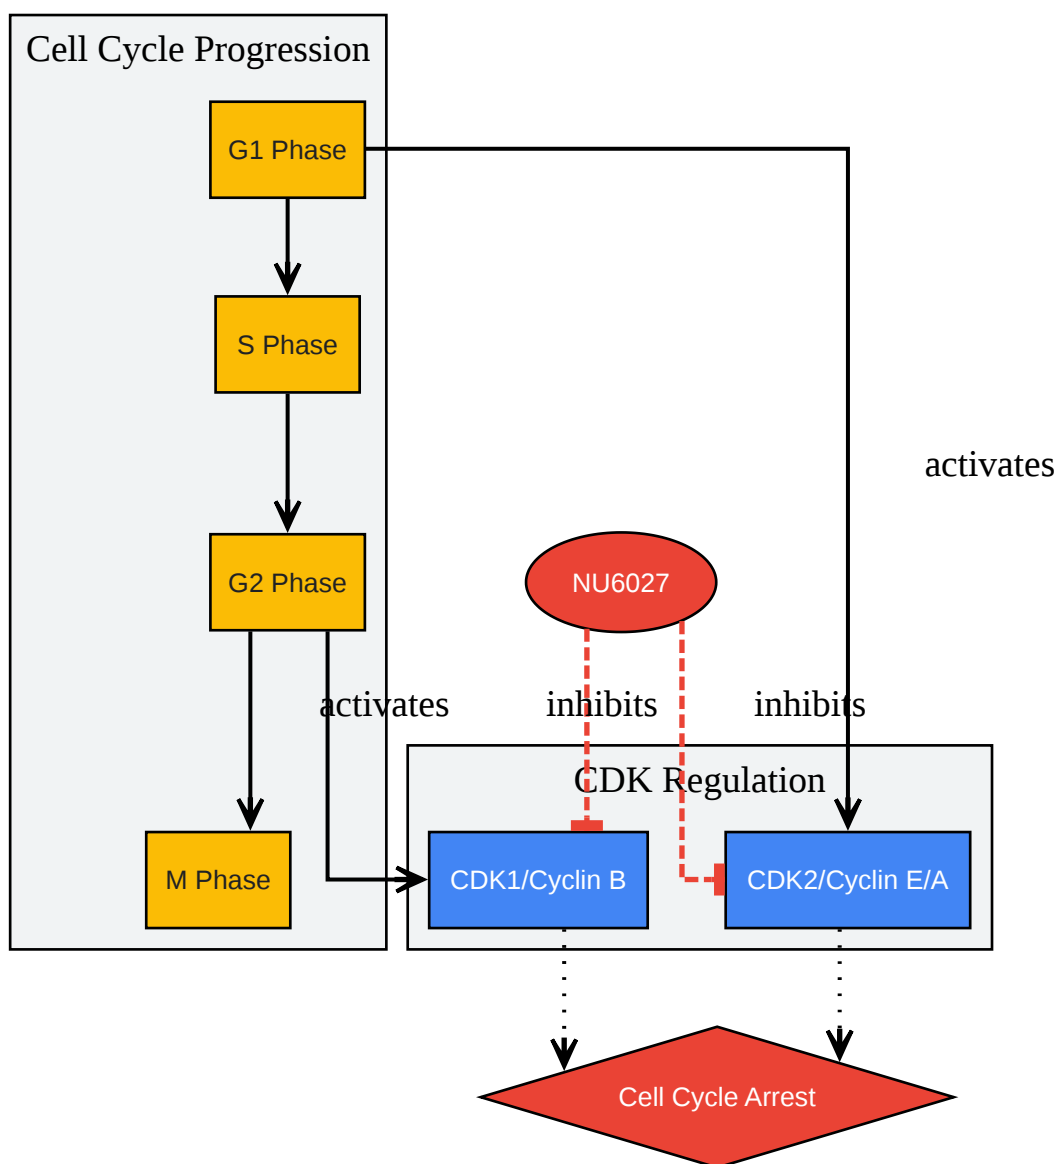 Cell Cycle Progression
G1 Phase
S Phase
activates
G2 Phase
NU6027
activates
inhibits
inhibits
CDK Regulation
M Phase
CDK1/Cyclin B
CDK2/Cyclin E/A
Cell Cycle Arrest